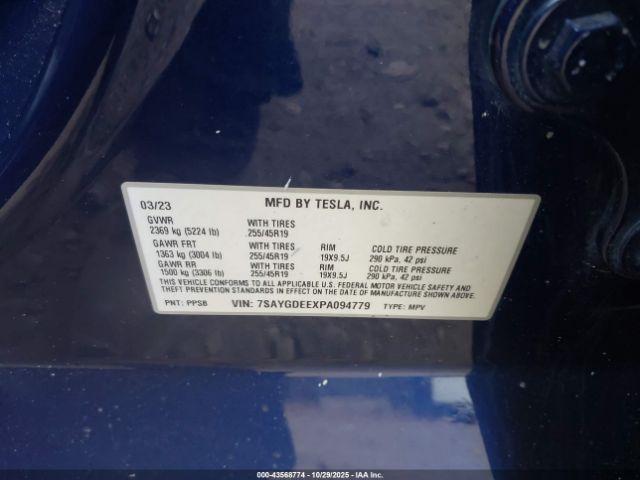 03/23 MFD BY TESLA, INC.
GVWR WITH TIRES
2369 kg (5224 lb) 255/45R19
GAWR FRT WITH TIRES RIM COLD TIRE PRESSURE
1363 kg (3004 lb) 255/45R19 19X9.5J 290 kPa, 42 psi
GAWR RR WITH TIRES RIM COLD TIRE PRESSURE
1500 kg (3306 lb) 255/45R19 19X9.5J 290 kPa, 42 psi
THIS VEHICLE CONFORMS TO ALL APPLICABLE U.S. FEDERAL MOTOR VEHICLE SAFETY AND
THEFT PREVENTION STANDARDS IN EFFECT ON THE DATE OF MANUFACTURE SHOWN ABOVE.
PNT: PPSB VIN: 7SAYGDEEXPA094779 TYPE: MPV
000-43568774 - 10/29/2025 - IAA Inc.